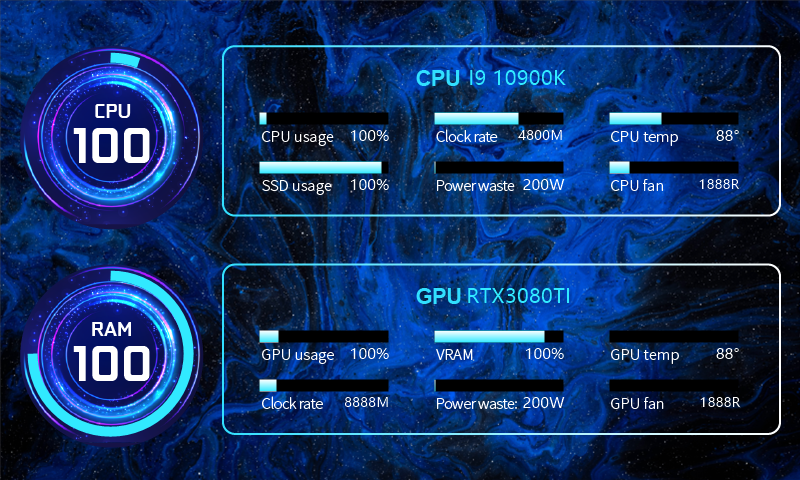 CPU
100
CPU I9 10900K
CPU usage 100%
Clock rate 4800M
CPU temp 88°
SSD usage 100%
Power waste 200W
CPU fan 1888R
RAM
100
GPU RTX3080TI
GPU usage 100%
VRAM 100%
GPU temp 88°
Clock rate 8888M
Power waste: 200W
GPU fan 1888R